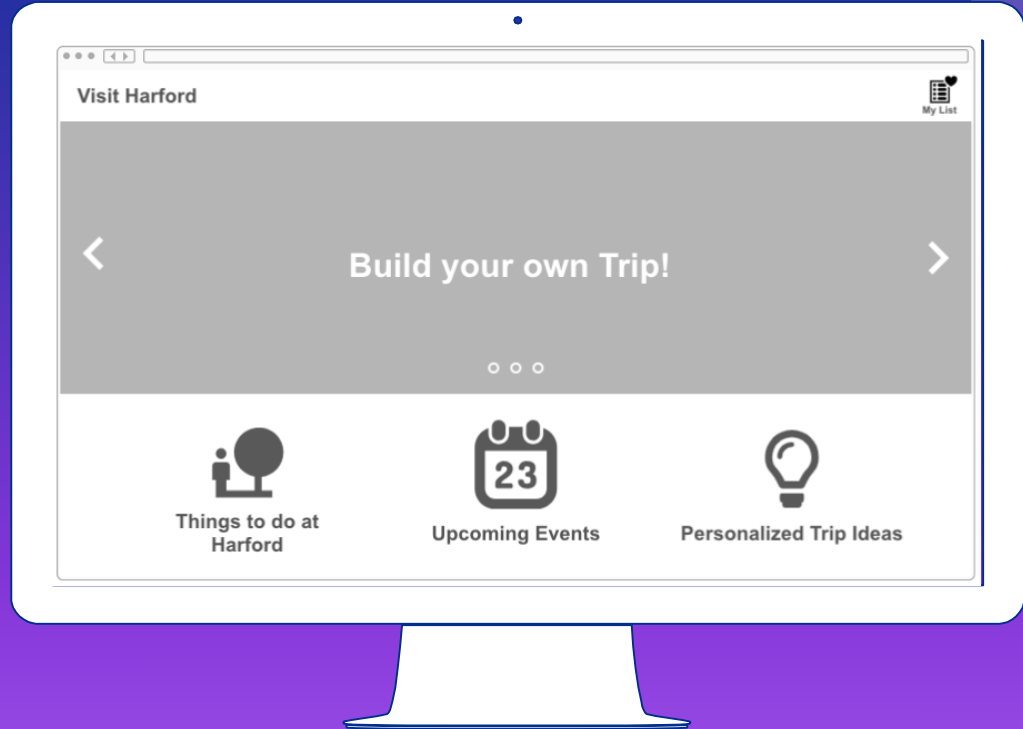 Visit Harford
My List
Build your own Trip!
23
Things to do at
Harford
Upcoming Events
Personalized Trip Ideas